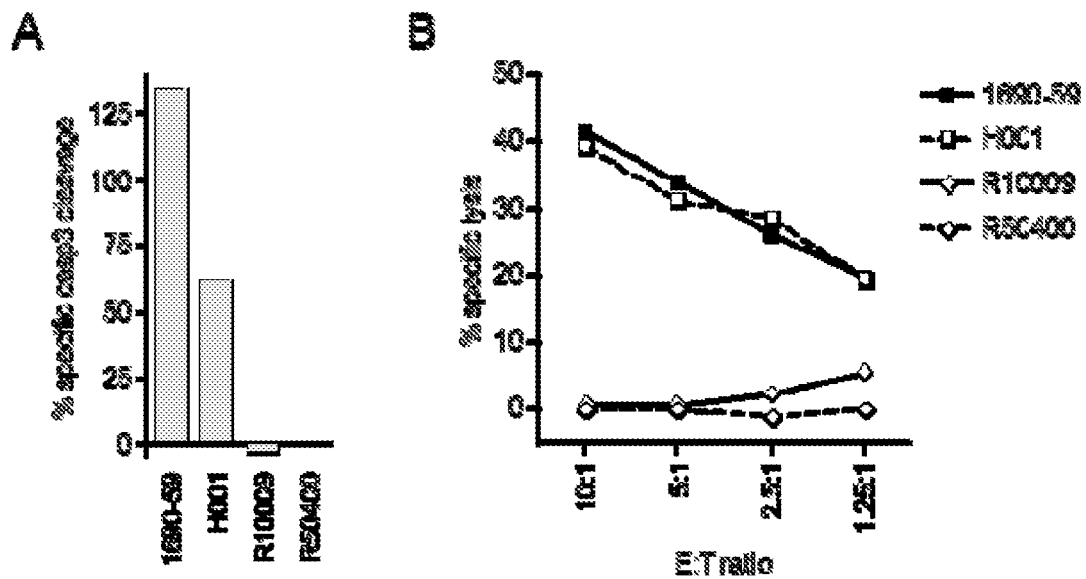 A
% specific casp3 cleavage
125
100
75
50
25
0
1690-59
H001
R10009
R50400
B
% specific lysis
50
40
30
20
10
0
10:1
5:1
2.5:1
1.25:1
E:T ratio
1690-59
H001
R10009
R50400